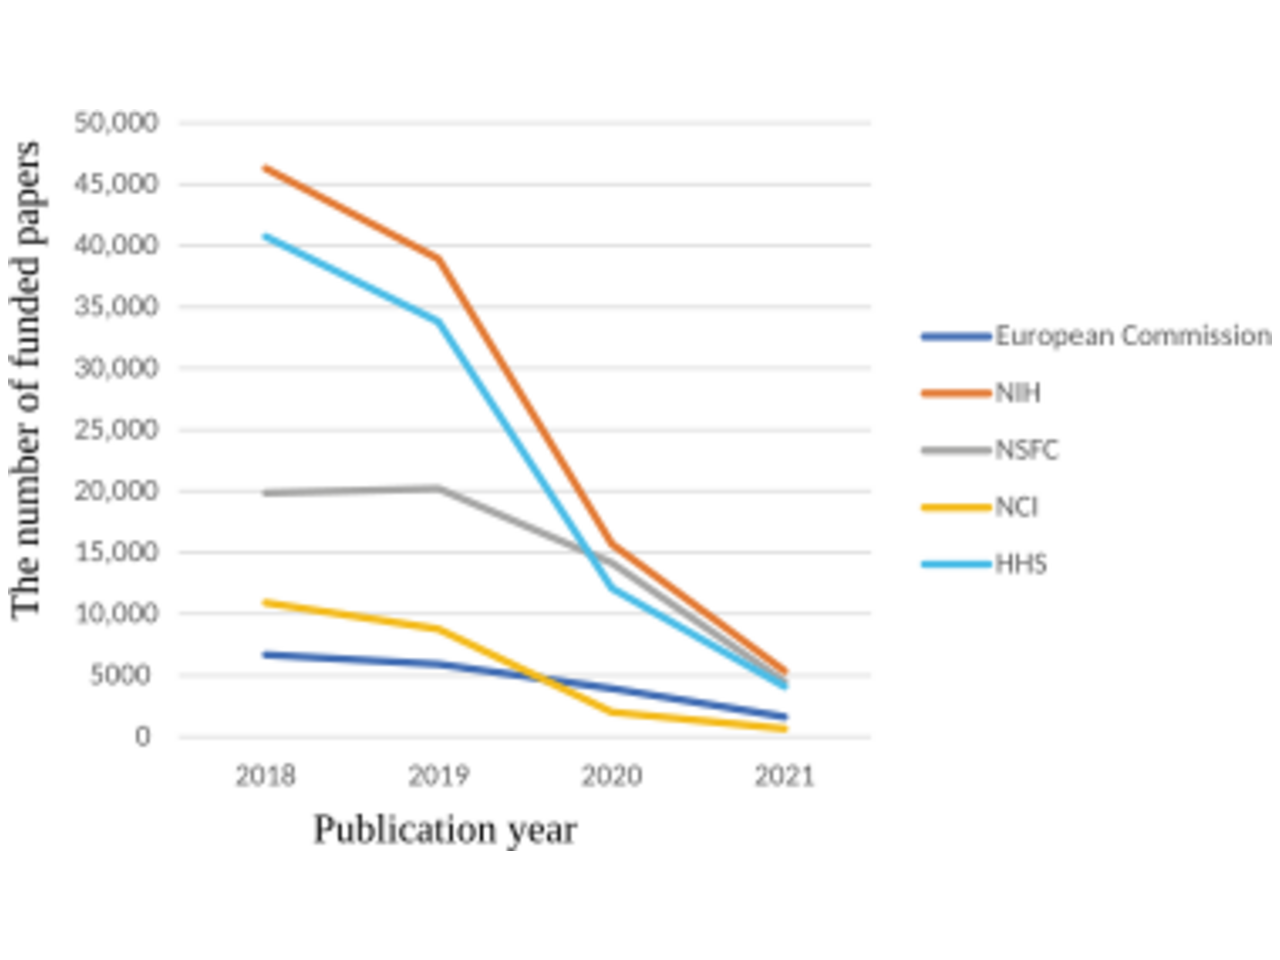 The number of funded papers
50,000
45,000
40,000
35,000
30,000
25,000
20,000
15,000
10,000
5000
0
2018 2019 2020 2021
Publication year
European Commission
NIH
NSFC
NCI
HHS